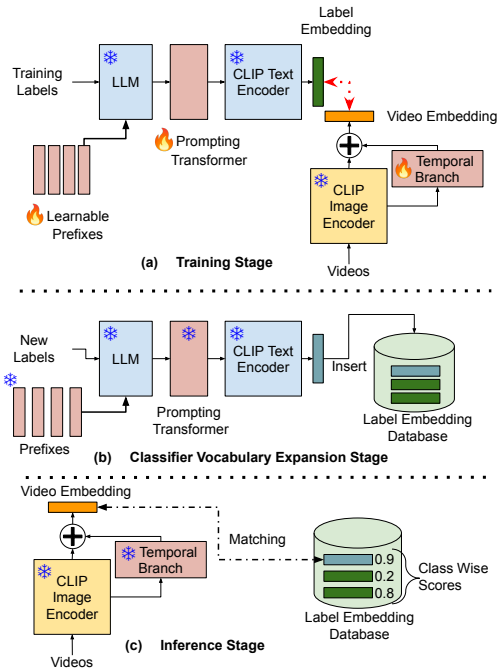 Label
Embedding
Training
Labels
LLM
CLIP Text
Encoder
Video Embedding
Prompting
Transformer
Temporal
Branch
CLIP
Image
Encoder
Learnable
Prefixes
(a) Training Stage
Videos
New Labels
LLM
CLIP Text
Encoder
Insert
Prefixes
Prompting
Transformer
Label Embedding
Database
(b) Classifier Vocabulary Expansion Stage
Video Embedding
Matching
Temporal
Branch
CLIP
Image
Encoder
0.9
0.2
0.8
Class Wise
Scores
Label Embedding
Database
(c) Inference Stage
Videos